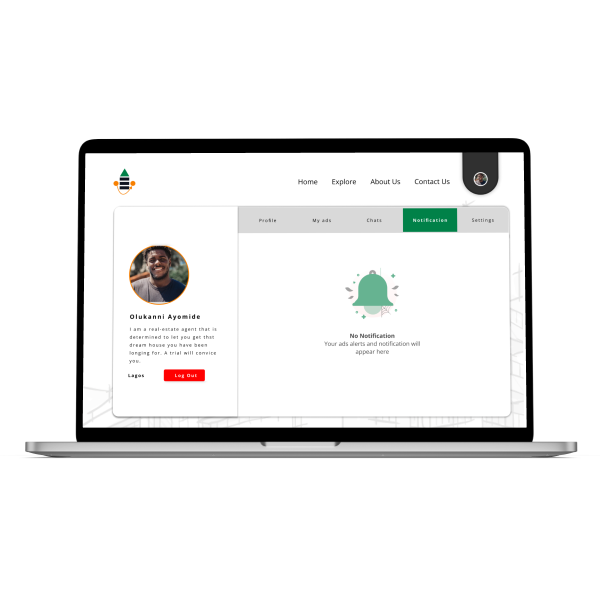 Home Explore About Us Contact Us
Profile My ads Chats Notification Settings
Olukanni Ayomide
I am a real-estate agent that is
determined to let you get that
dream house you have been
longing for. A trial will convice
you.
Lagos Log Out
No Notification
Your ads alerts and notification will
appear here